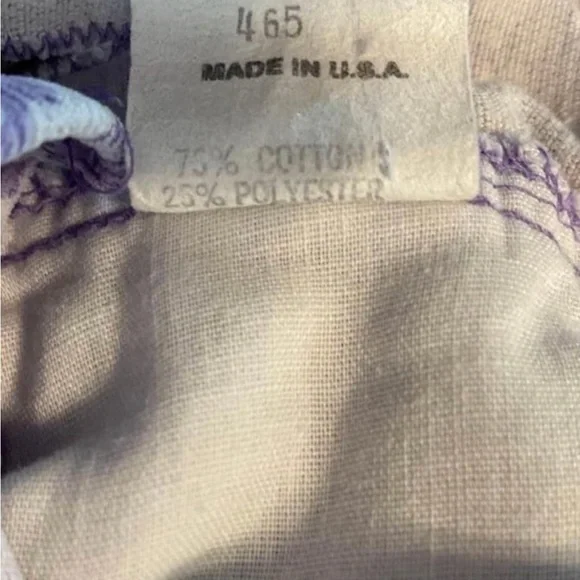 465
MADE IN U.S.A.
75% COTTON
25% POLYESTER